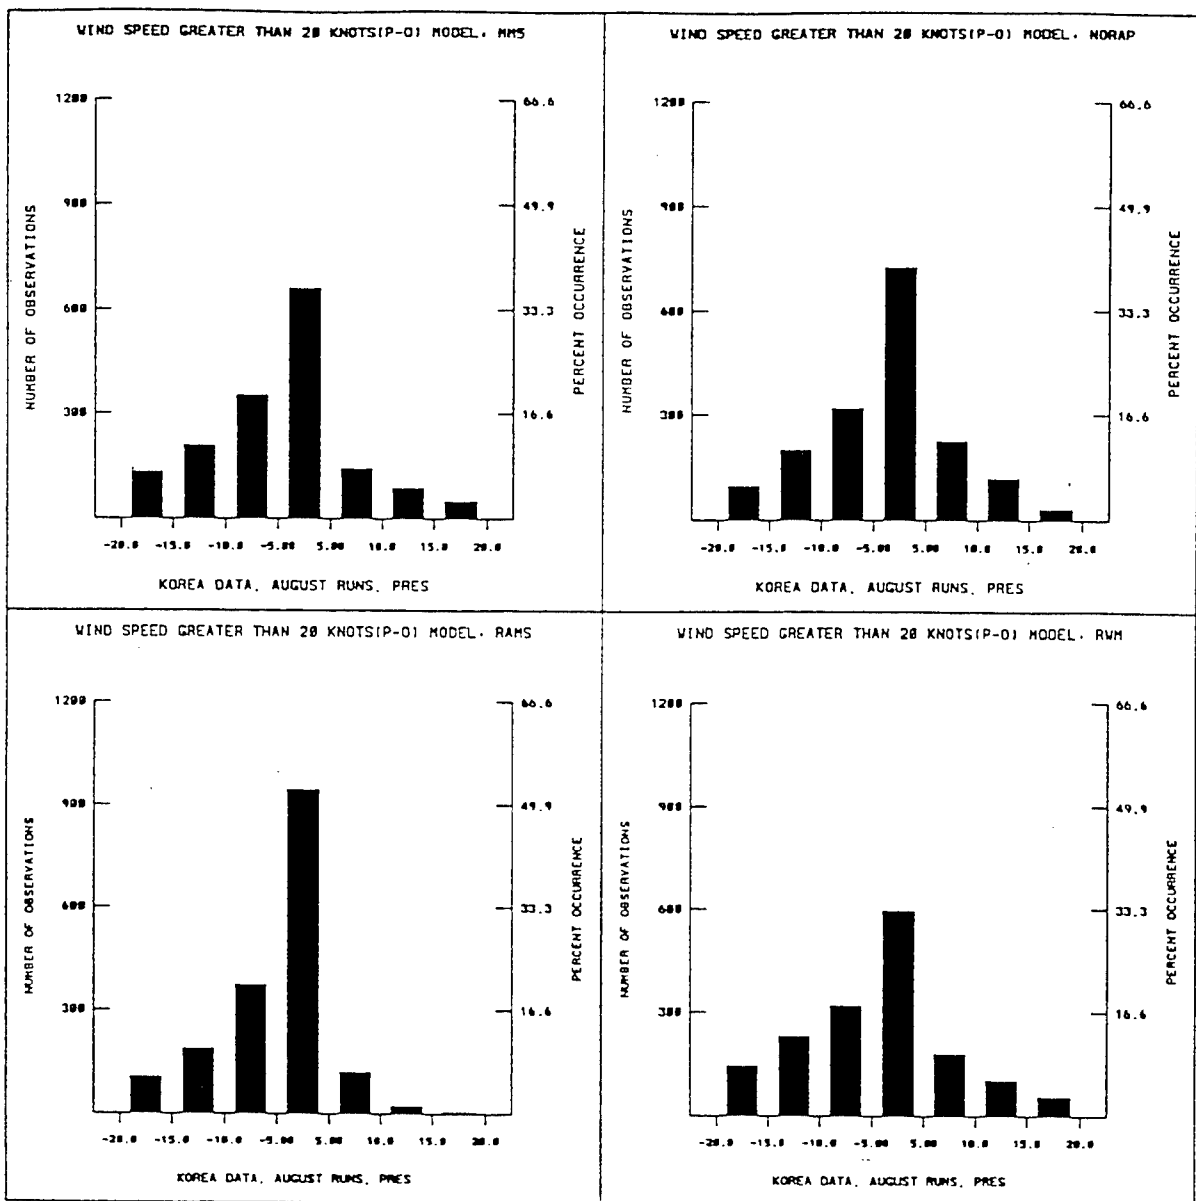 WIND SPEED GREATER THAN 20 KNOTS(P-O) MODEL. MM5
1200
900
600
300
66.6
49.9
33.3
16.6
NUMBER OF OBSERVATIONS
PERCENT OCCURRENCE
-20.0 -15.0 -10.0 -5.00 5.00 10.0 15.0 20.0
KOREA DATA. AUGUST RUNS. PRES
WIND SPEED GREATER THAN 20 KNOTS(P-O) MODEL. NORAP
1200
900
600
300
66.6
49.9
33.3
16.6
NUMBER OF OBSERVATIONS
PERCENT OCCURRENCE
-20.0 -15.0 -10.0 -5.00 5.00 10.0 15.0 20.0
KOREA DATA. AUGUST RUNS. PRES
WIND SPEED GREATER THAN 20 KNOTS(P-O) MODEL. RAMS
1200
900
600
300
66.6
49.9
33.3
16.6
NUMBER OF OBSERVATIONS
PERCENT OCCURRENCE
-20.0 -15.0 -10.0 -5.00 5.00 10.0 15.0 20.0
KOREA DATA. AUGUST RUNS. PRES
WIND SPEED GREATER THAN 20 KNOTS(P-O) MODEL. RWM
1200
900
600
300
66.6
49.9
33.3
16.6
NUMBER OF OBSERVATIONS
PERCENT OCCURRENCE
-20.0 -15.0 -10.0 -5.00 5.00 10.0 15.0 20.0
KOREA DATA. AUGUST RUNS. PRES